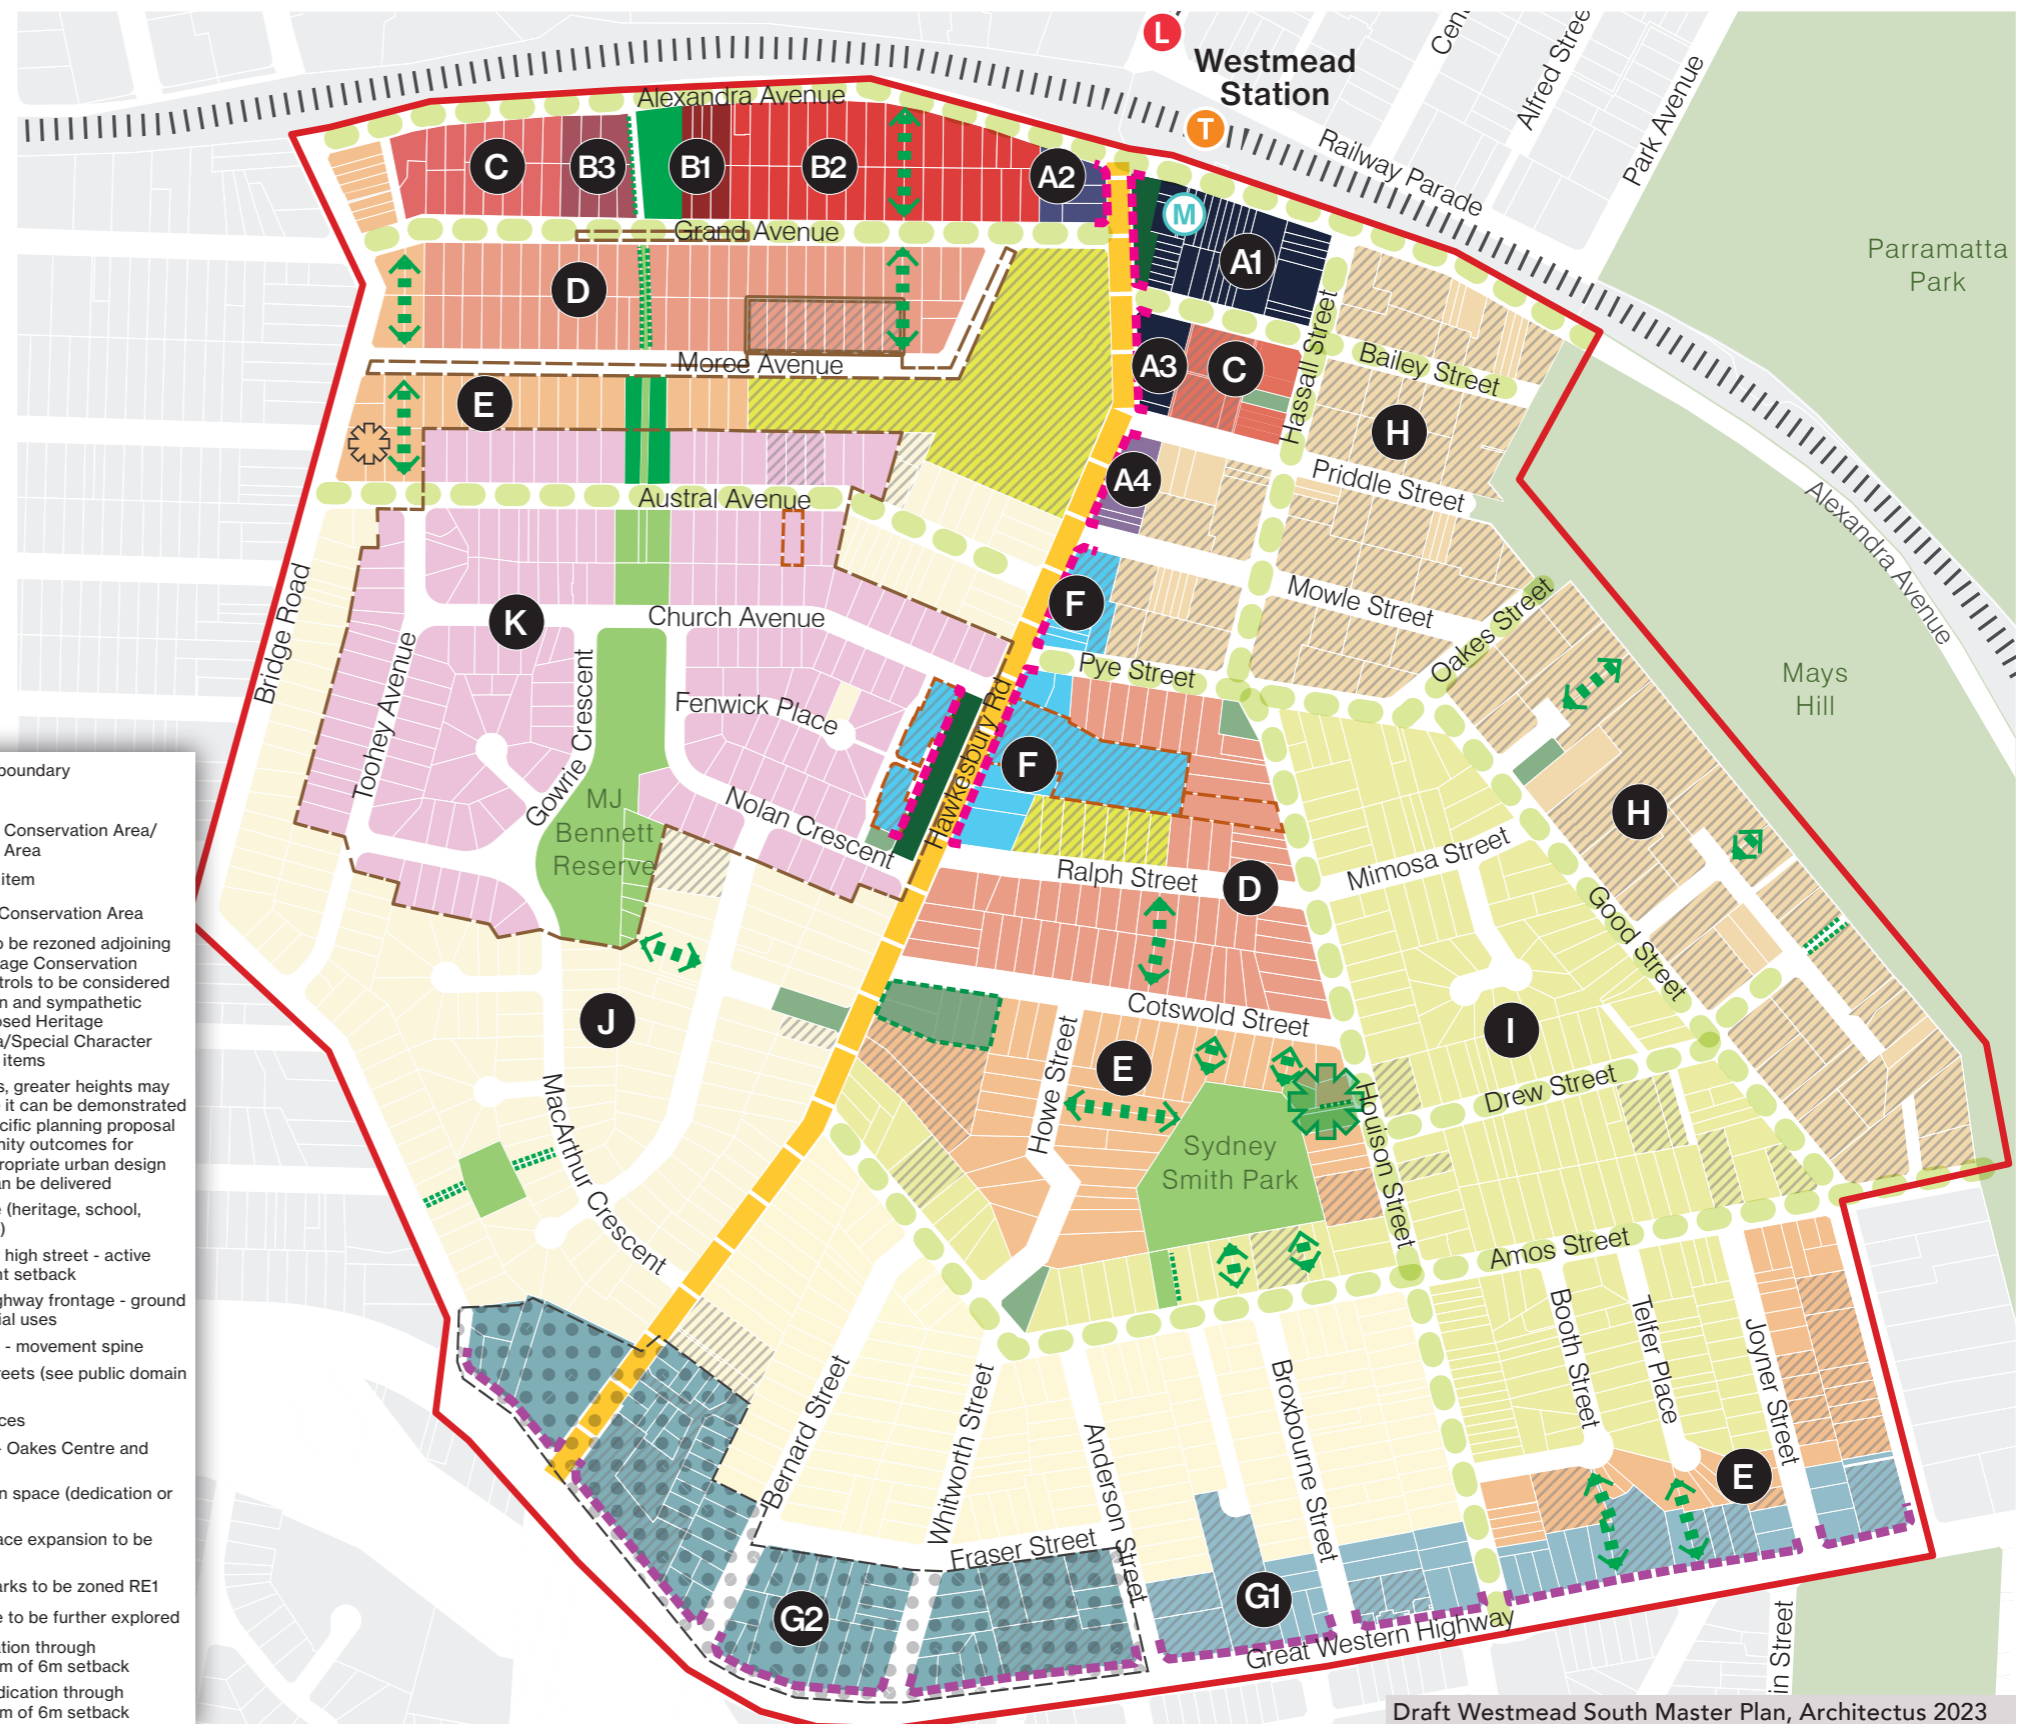 L
Westmead
Station
T
Cent
Alfred Stree
Park Avenue
Railway Parade
Alexandra Avenue
Parramatta
Park
C
B3
B1
B2
A2
M
A1
Grand Avenue
D
Hassall Street
Moree Avenue
A3
C
Bailey Street
E
H
Priddle Street
A4
Austral Avenue
Alexandra Avenue
Bridge Road
K
Church Avenue
F
Mowle Street
Oakes Street
Toohey Avenue
Gowrie Crescent
Fenwick Place
Pye Street
Mays
Hill
Hawkesbury Rd
F
MJ
Bennett
Reserve
Nolan Crescent
Ralph Street
D
Mimosa Street
H
Good Street
J
Cotswold Street
Howe Street
E
I
MacArthur Crescent
Sydney
Smith Park
Houison Street
Drew Street
Amos Street
Booth Street
Telfer Place
Joyner Street
Bernard Street
Whitworth Street
Anderson Street
Broxbourne Street
E
Fraser Street
G2
G1
Great Western Highway
in Street
boundary
Conservation Area/
Area
item
Conservation Area
o be rezoned adjoining
age Conservation
trols to be considered
n and sympathetic
osed Heritage
a/Special Character
items
s, greater heights may
it can be demonstrated
cific planning proposal
nity outcomes for
ropriate urban design
an be delivered
e (heritage, school,
)
high street - active
nt setback
ghway frontage - ground
ial uses
- movement spine
reets (see public domain
ces
- Oakes Centre and
n space (dedication or
ace expansion to be
arks to be zoned RE1
e to be further explored
ation through
m of 6m setback
dication through
m of 6m setback
Draft Westmead South Master Plan, Architectus 2023